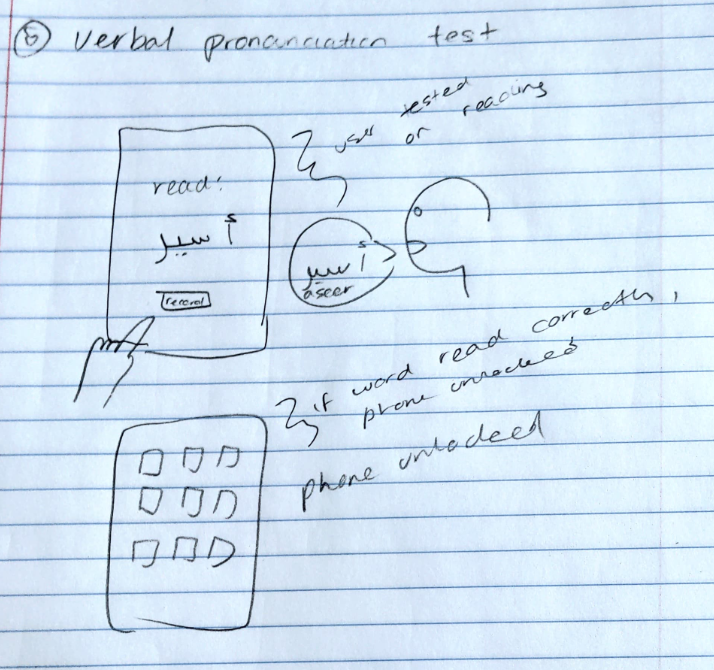 ⑤ verbal pronanciation test
user tested
or reading
read:
أسير
record
أسير
aseer
if word read correctly,
phone unlocked
phone unlocked